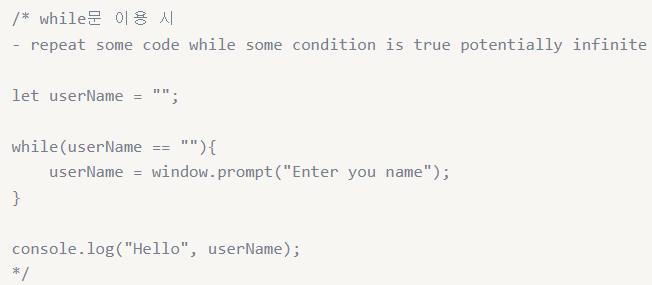 /* while문 이용 시
- repeat some code while some condition is true potentially infinite
let userName = "";
while(userName == ""){
userName = window.prompt("Enter you name");
}
console.log("Hello", userName);
*/